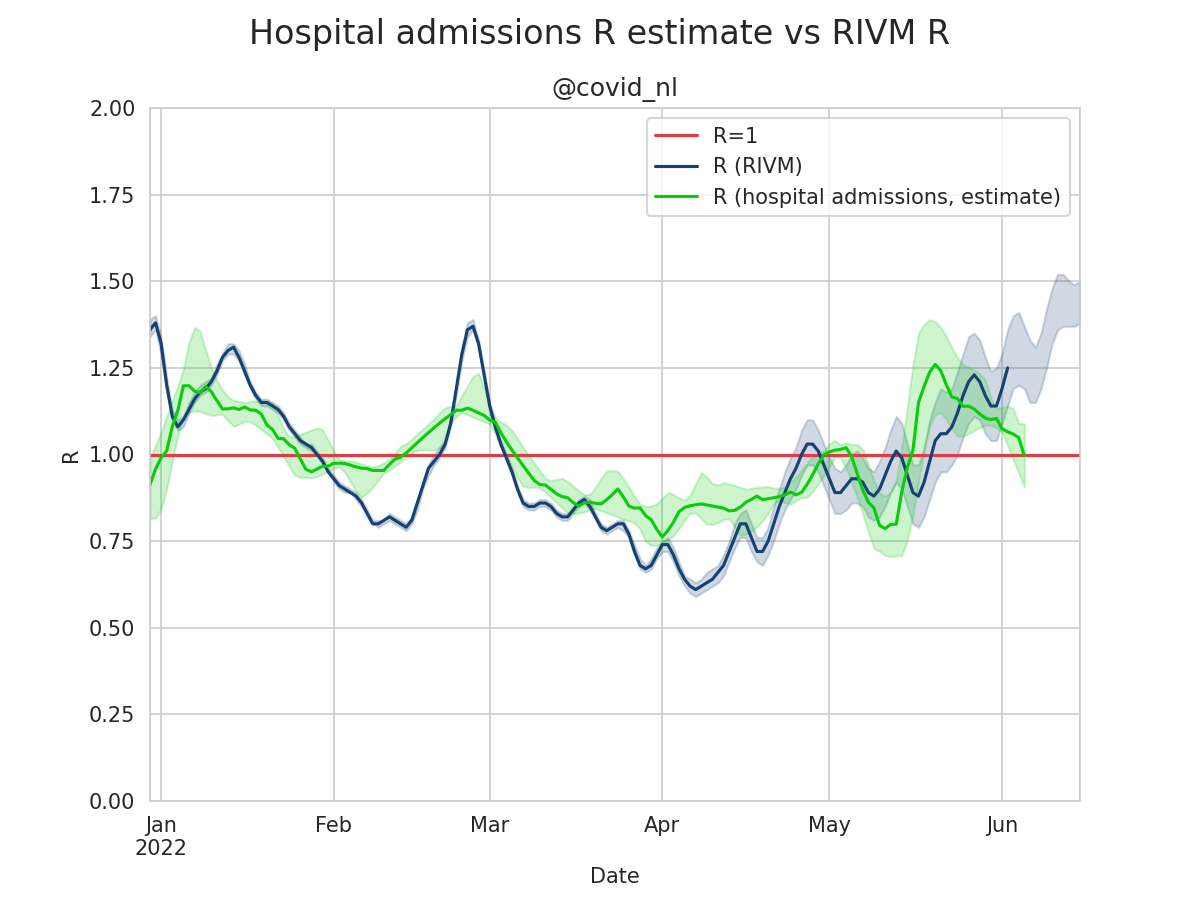 Hospital admissions R estimate vs RIVM R
@covid_nl
R=1
R (RIVM)
R (hospital admissions, estimate)
2.00
1.75
1.50
1.25
1.00
0.75
0.50
0.25
0.00
R
Jan Feb Mar Apr May Jun
2022
Date